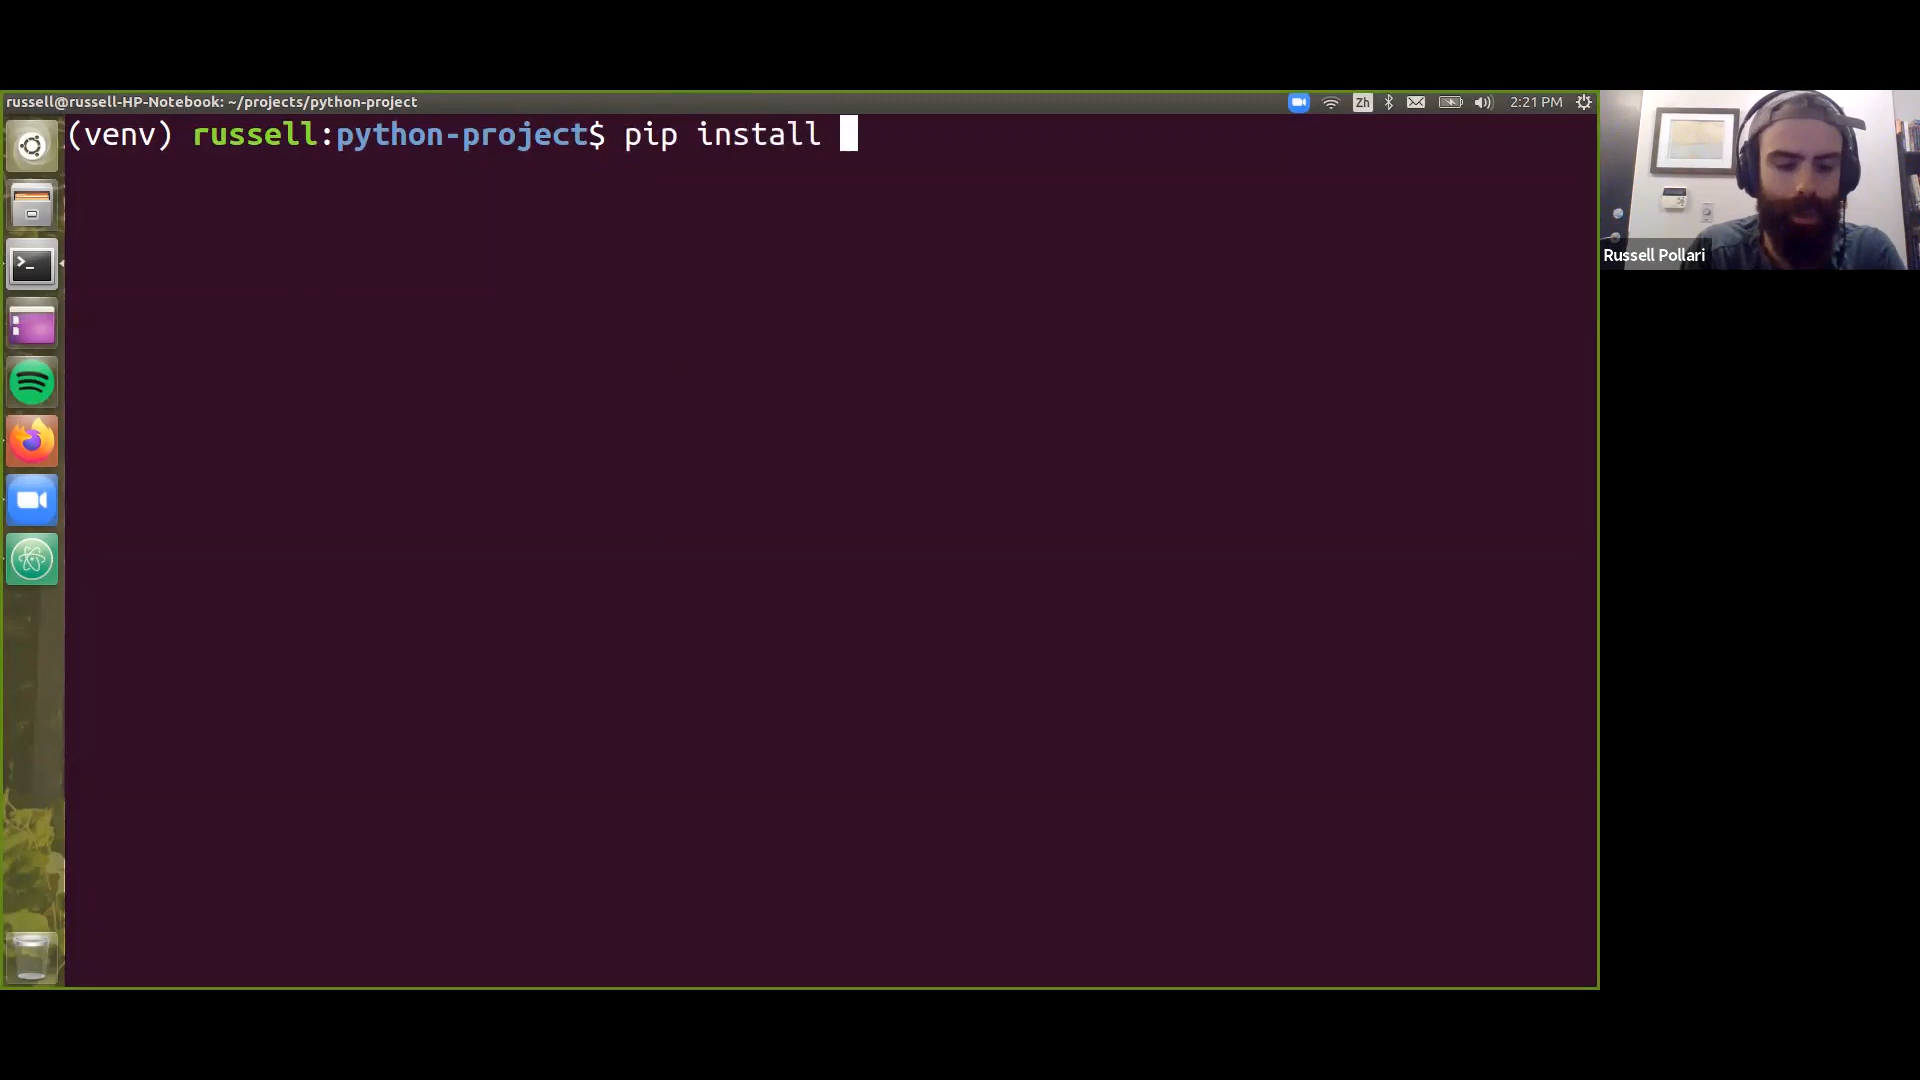 russell@russell-HP-Notebook: ~/projects/python-project
Zh
2:21 PM
(venv) russell:python-project$ pip install
>_
Russell Pollari